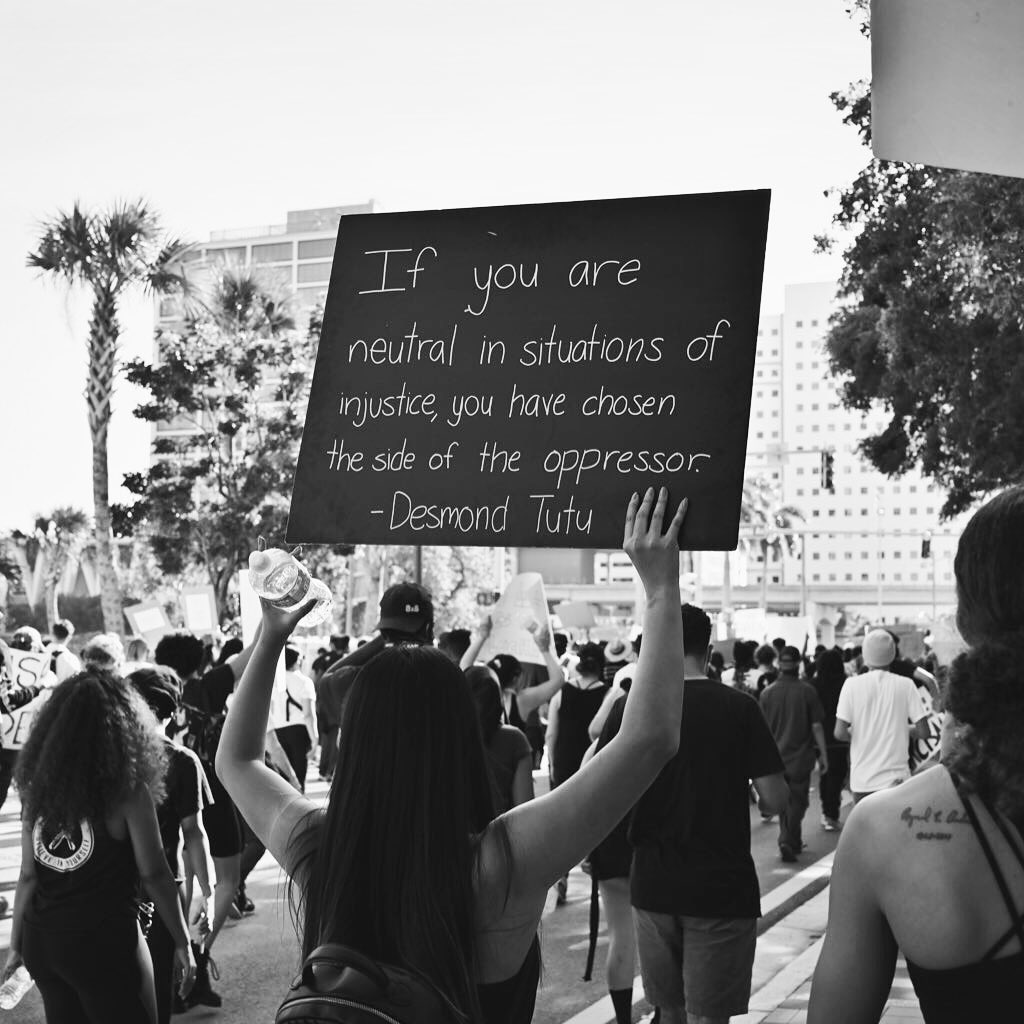 If you are
neutral in situations of
injustice, you have chosen
the side of the oppressor.
-Desmond Tutu